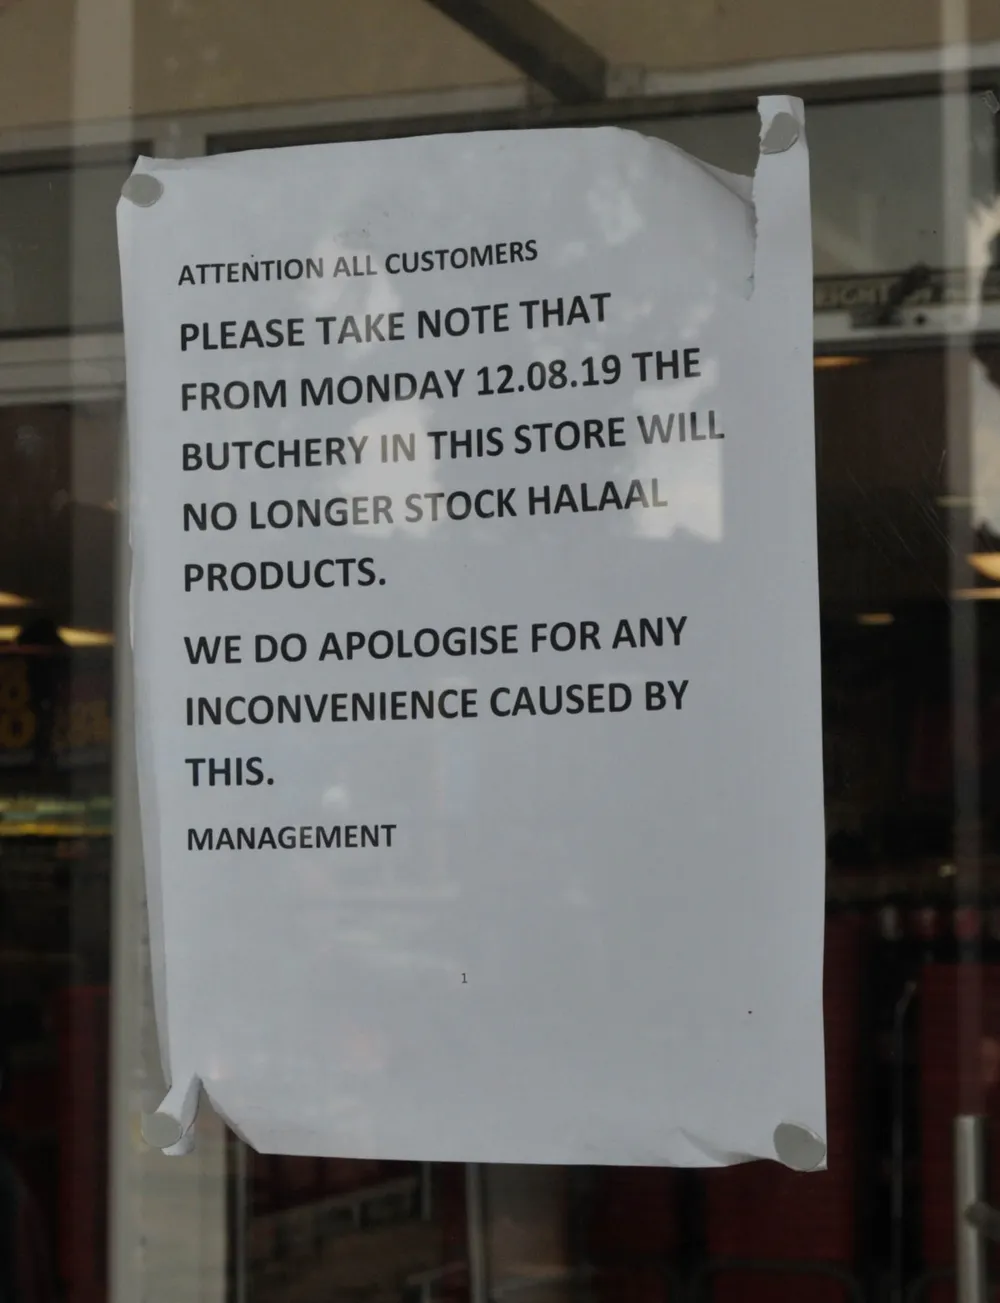 ATTENTION ALL CUSTOMERS
PLEASE TAKE NOTE THAT
FROM MONDAY 12.08.19 THE
BUTCHERY IN THIS STORE WILL
NO LONGER STOCK HALAAL
PRODUCTS.
WE DO APOLOGISE FOR ANY
INCONVENIENCE CAUSED BY
THIS.
MANAGEMENT
1